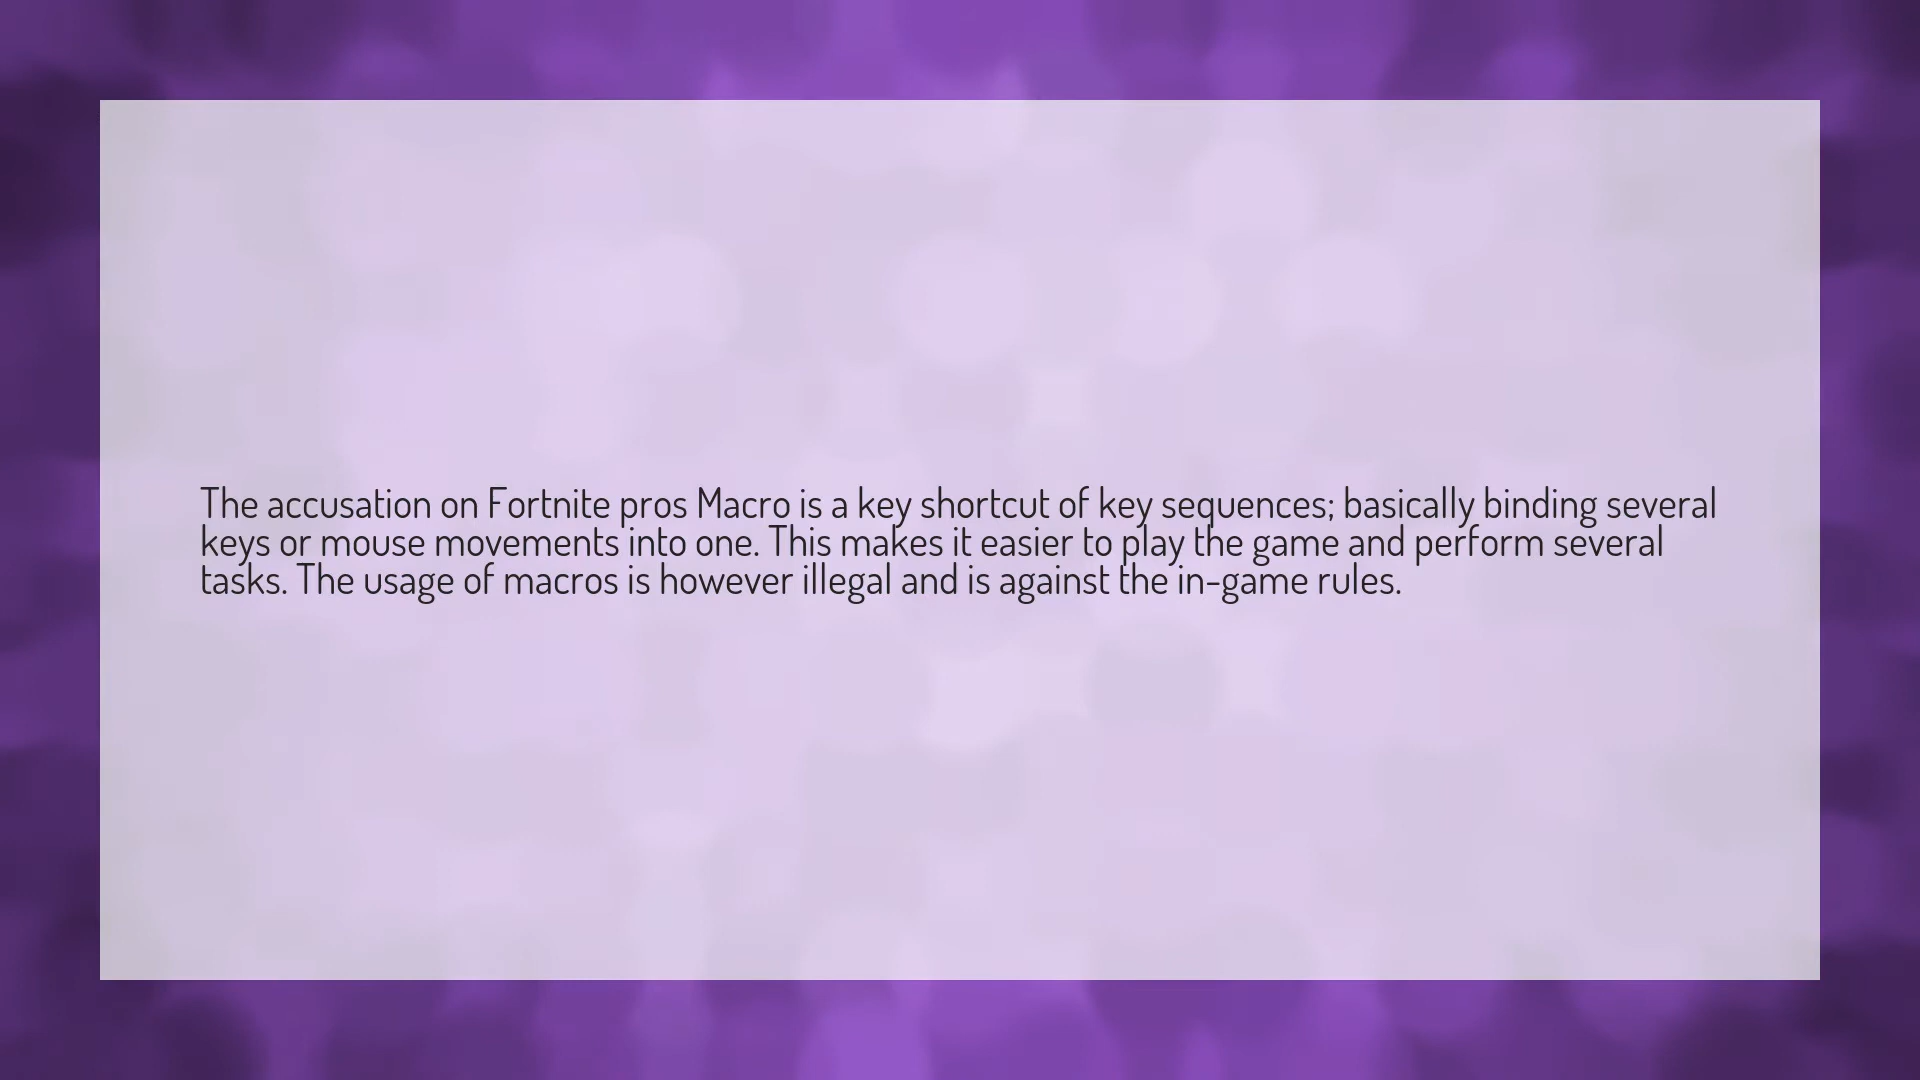 The accusation on Fortnite pros Macro is a key shortcut of key sequences; basically binding several
keys or mouse movements into one. This makes it easier to play the game and perform several
tasks. The usage of macros is however illegal and is against the in-game rules.